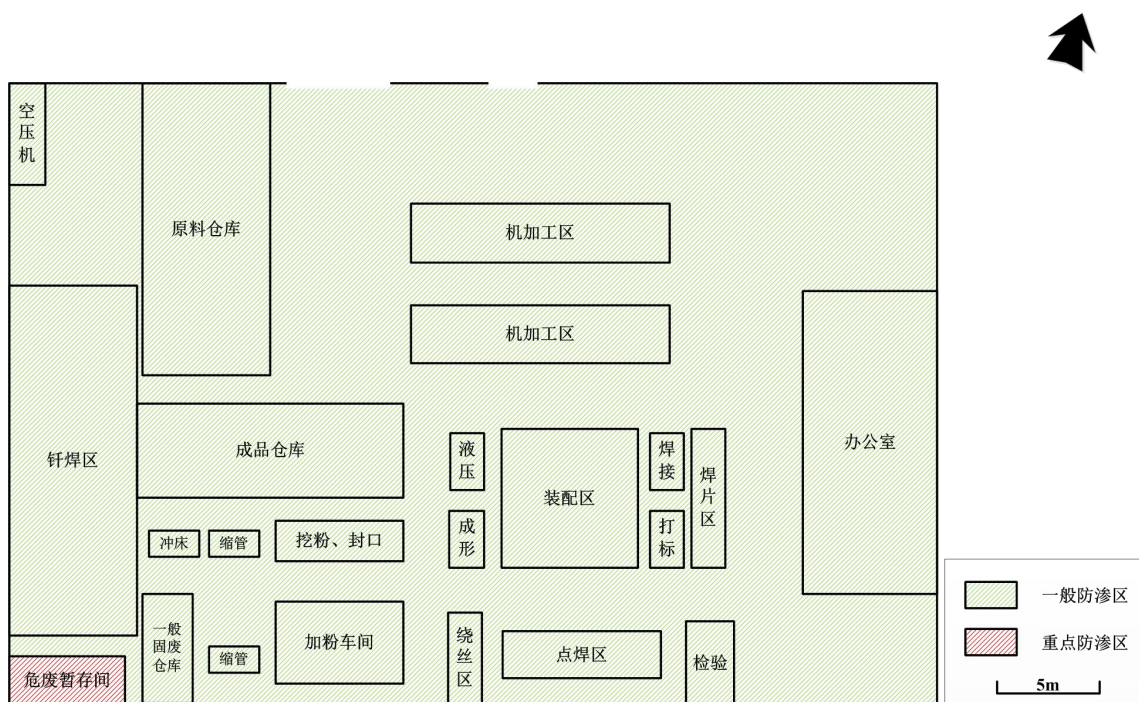 空压机
原料仓库
机加工区
机加工区
钎焊区
成品仓库
液压
装配区
焊接
焊片区
办公室
冲床
缩管
挖粉、封口
成形
打标
一般固废仓库
缩管
加粉车间
绕丝区
点焊区
检验
危废暂存间
一般防渗区
重点防渗区
5m